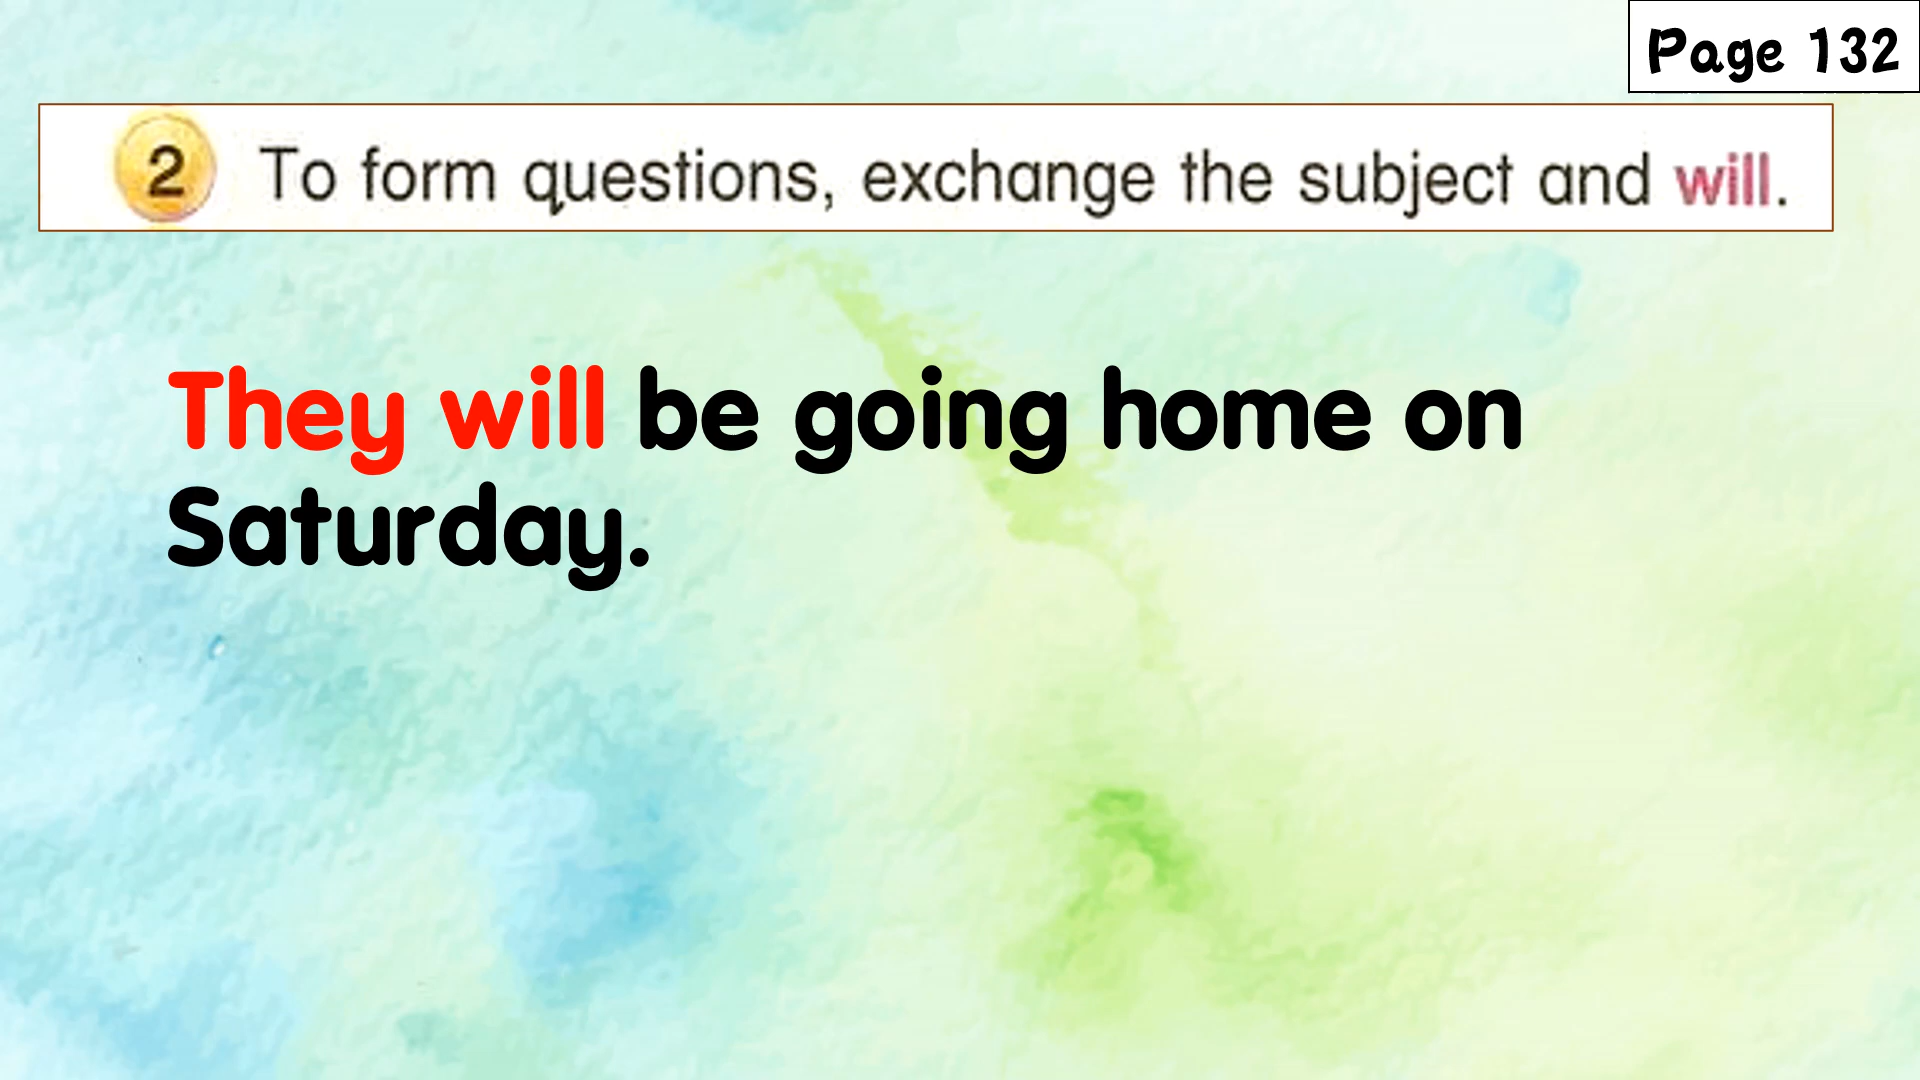 Page 132
2 To form questions, exchange the subject and will.
They will be going home on
Saturday.